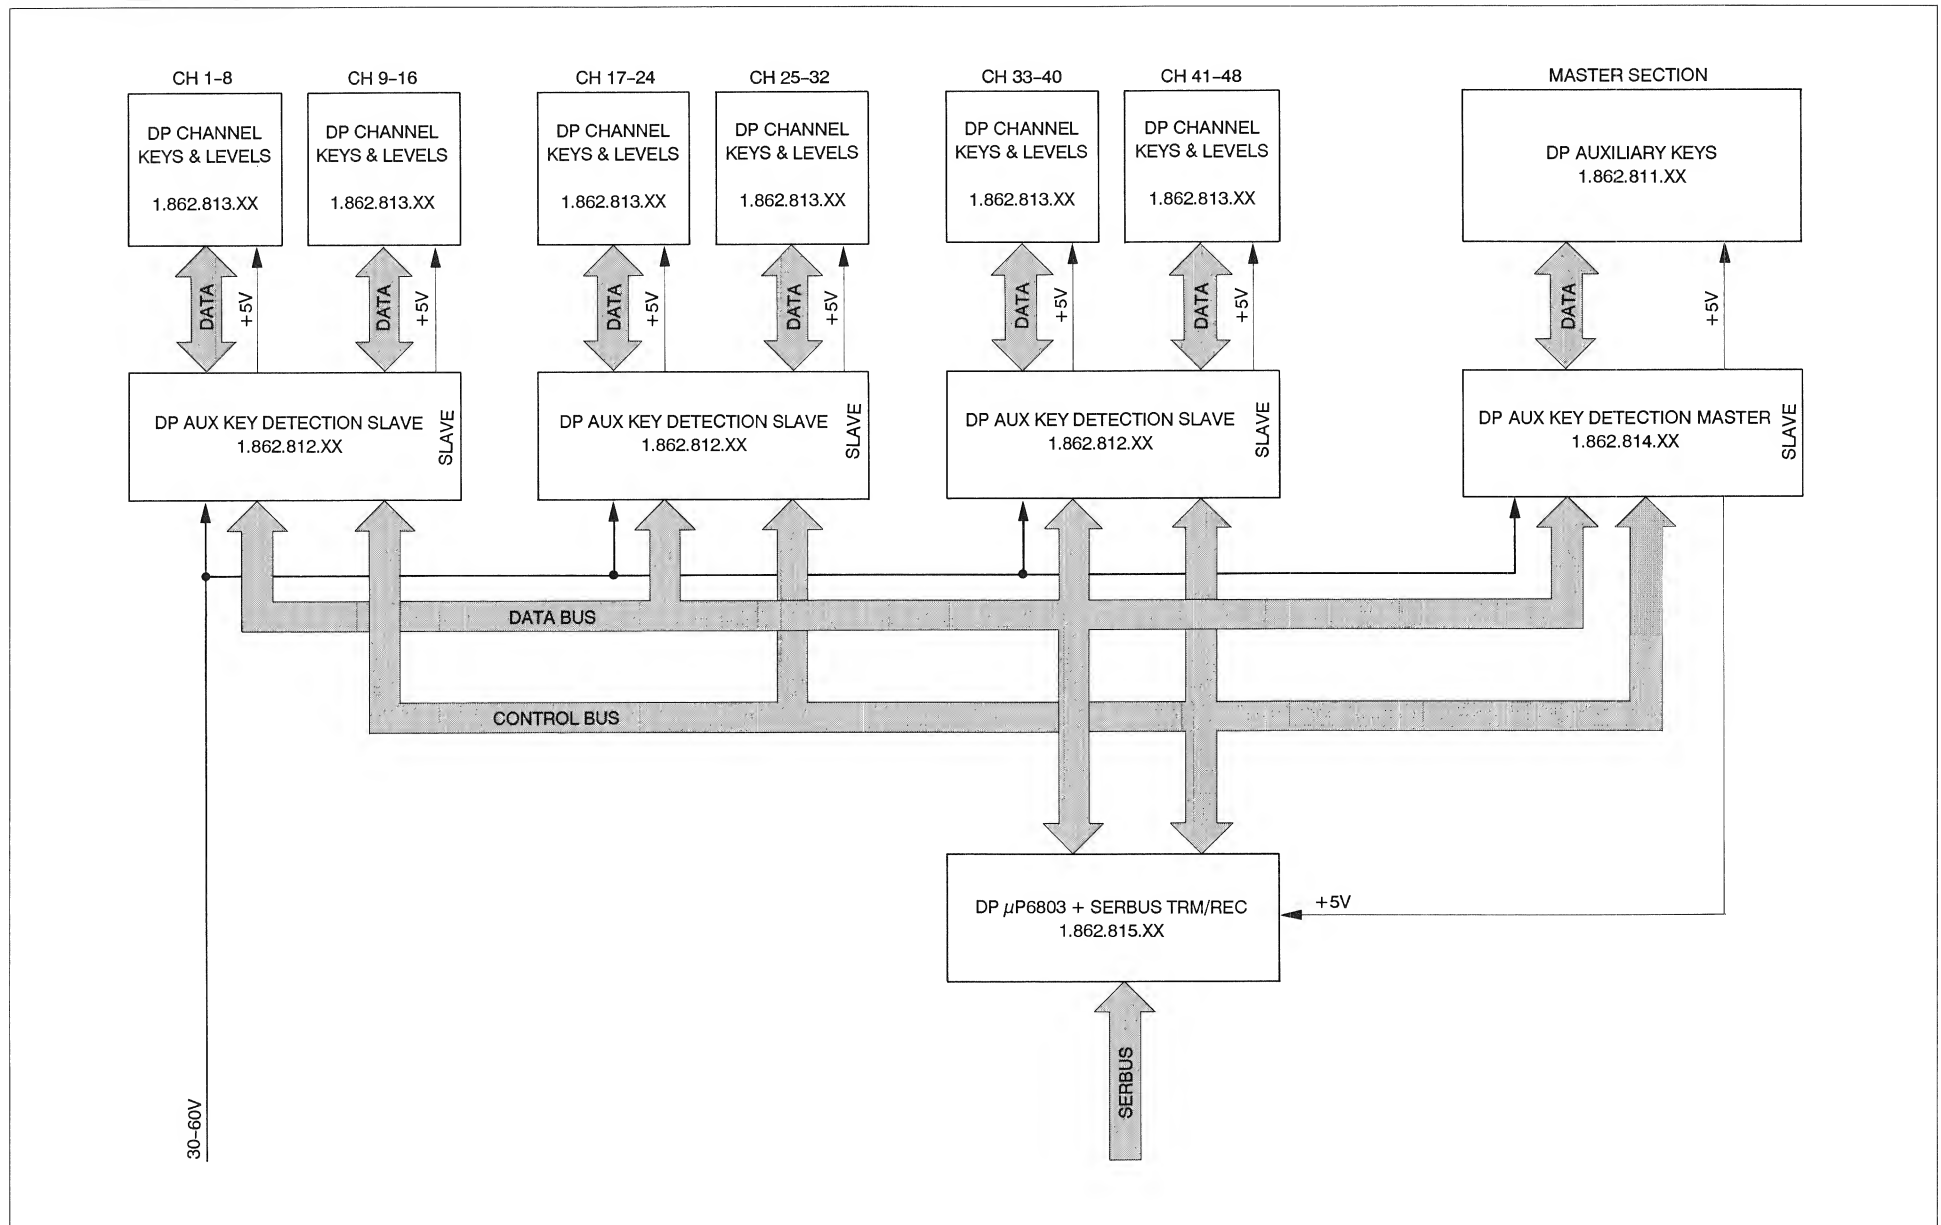 CH 1–8
CH 9–16
CH 17–24
CH 25–32
CH 33–40
CH 41–48
MASTER SECTION
DP CHANNEL
KEYS & LEVELS
1.862.813.XX
DP CHANNEL
KEYS & LEVELS
1.862.813.XX
DP CHANNEL
KEYS & LEVELS
1.862.813.XX
DP CHANNEL
KEYS & LEVELS
1.862.813.XX
DP CHANNEL
KEYS & LEVELS
1.862.813.XX
DP CHANNEL
KEYS & LEVELS
1.862.813.XX
DP AUXILIARY KEYS
1.862.811.XX
DATA
+5V
DATA
+5V
DATA
+5V
DATA
+5V
DATA
+5V
DATA
+5V
DATA
+5V
DP AUX KEY DETECTION SLAVE
1.862.812.XX
SLAVE
DP AUX KEY DETECTION SLAVE
1.862.812.XX
SLAVE
DP AUX KEY DETECTION SLAVE
1.862.812.XX
SLAVE
DP AUX KEY DETECTION MASTER
1.862.814.XX
SLAVE
DATA BUS
CONTROL BUS
DP μP6803 + SERBUS TRM/REC
1.862.815.XX
+5V
SERBUS
30–60V